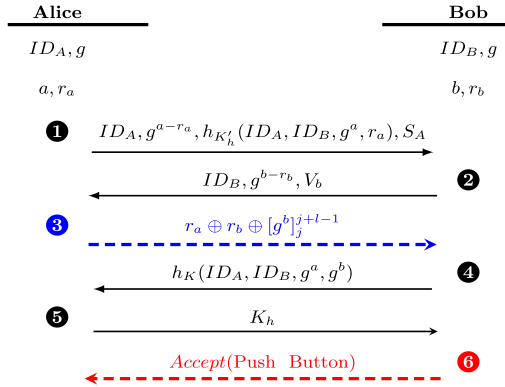 Alice Bob
ID_A, g ID_B, g
a, r_a b, r_b
1 ID_A, g^{a−r_a}, h_{K'_h}(ID_A, ID_B, g^a, r_a), S_A
ID_B, g^{b−r_b}, V_b 2
3 r_a ⊕ r_b ⊕ [g^b]_j^{j+l−1}
h_K(ID_A, ID_B, g^a, g^b) 4
5 K_h
Accept(Push Button) 6